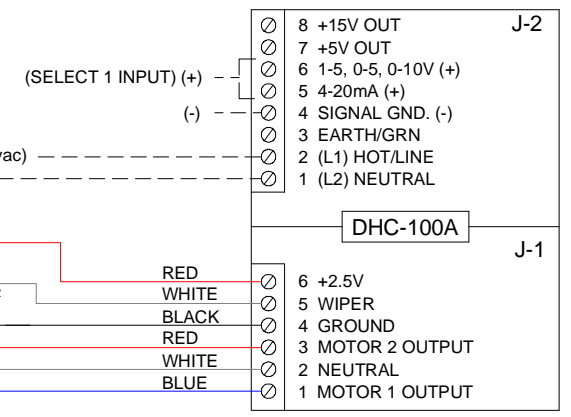 8 +15V OUT J-2
7 +5V OUT
(SELECT 1 INPUT) (+) 6 1-5, 0-5, 0-10V (+)
5 4-20mA (+)
(-) 4 SIGNAL GND. (-)
3 EARTH/GRN
vac) 2 (L1) HOT/LINE
1 (L2) NEUTRAL
DHC-100A
J-1
RED 6 +2.5V
WHITE 5 WIPER
BLACK 4 GROUND
RED 3 MOTOR 2 OUTPUT
WHITE 2 NEUTRAL
BLUE 1 MOTOR 1 OUTPUT